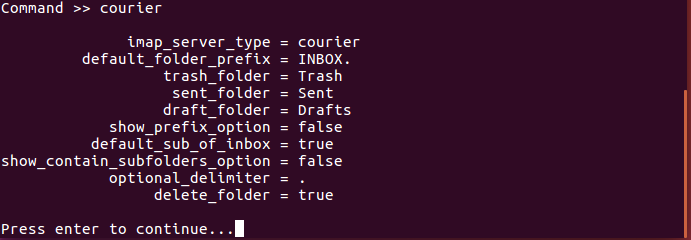 Command >> courier
imap_server_type = courier
default_folder_prefix = INBOX.
trash_folder = Trash
sent_folder = Sent
draft_folder = Drafts
show_prefix_option = false
default_sub_of_inbox = true
show_contain_subfolders_option = false
optional_delimiter = .
delete_folder = true
Press enter to continue...